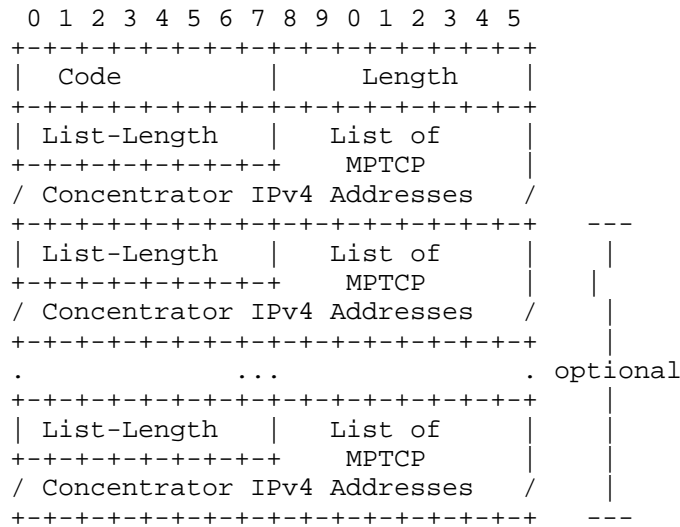 0 1 2 3 4 5 6 7 8 9 0 1 2 3 4 5
+-+-+-+-+-+-+-+-+-+-+-+-+-+-+-+-+
|  Code         |     Length    |
+-+-+-+-+-+-+-+-+-+-+-+-+-+-+-+-+
| List-Length   |   List of     |
+-+-+-+-+-+-+-+-+    MPTCP      |
/ Concentrator IPv4 Addresses   /
+-+-+-+-+-+-+-+-+-+-+-+-+-+-+-+-+   ---
| List-Length   |   List of     |    |
+-+-+-+-+-+-+-+-+    MPTCP      |   |
/ Concentrator IPv4 Addresses   /    |
+-+-+-+-+-+-+-+-+-+-+-+-+-+-+-+-+    |
.             ...               . optional
+-+-+-+-+-+-+-+-+-+-+-+-+-+-+-+-+    |
| List-Length   |   List of     |    |
+-+-+-+-+-+-+-+-+    MPTCP      |    |
/ Concentrator IPv4 Addresses   /    |
+-+-+-+-+-+-+-+-+-+-+-+-+-+-+-+-+   ---